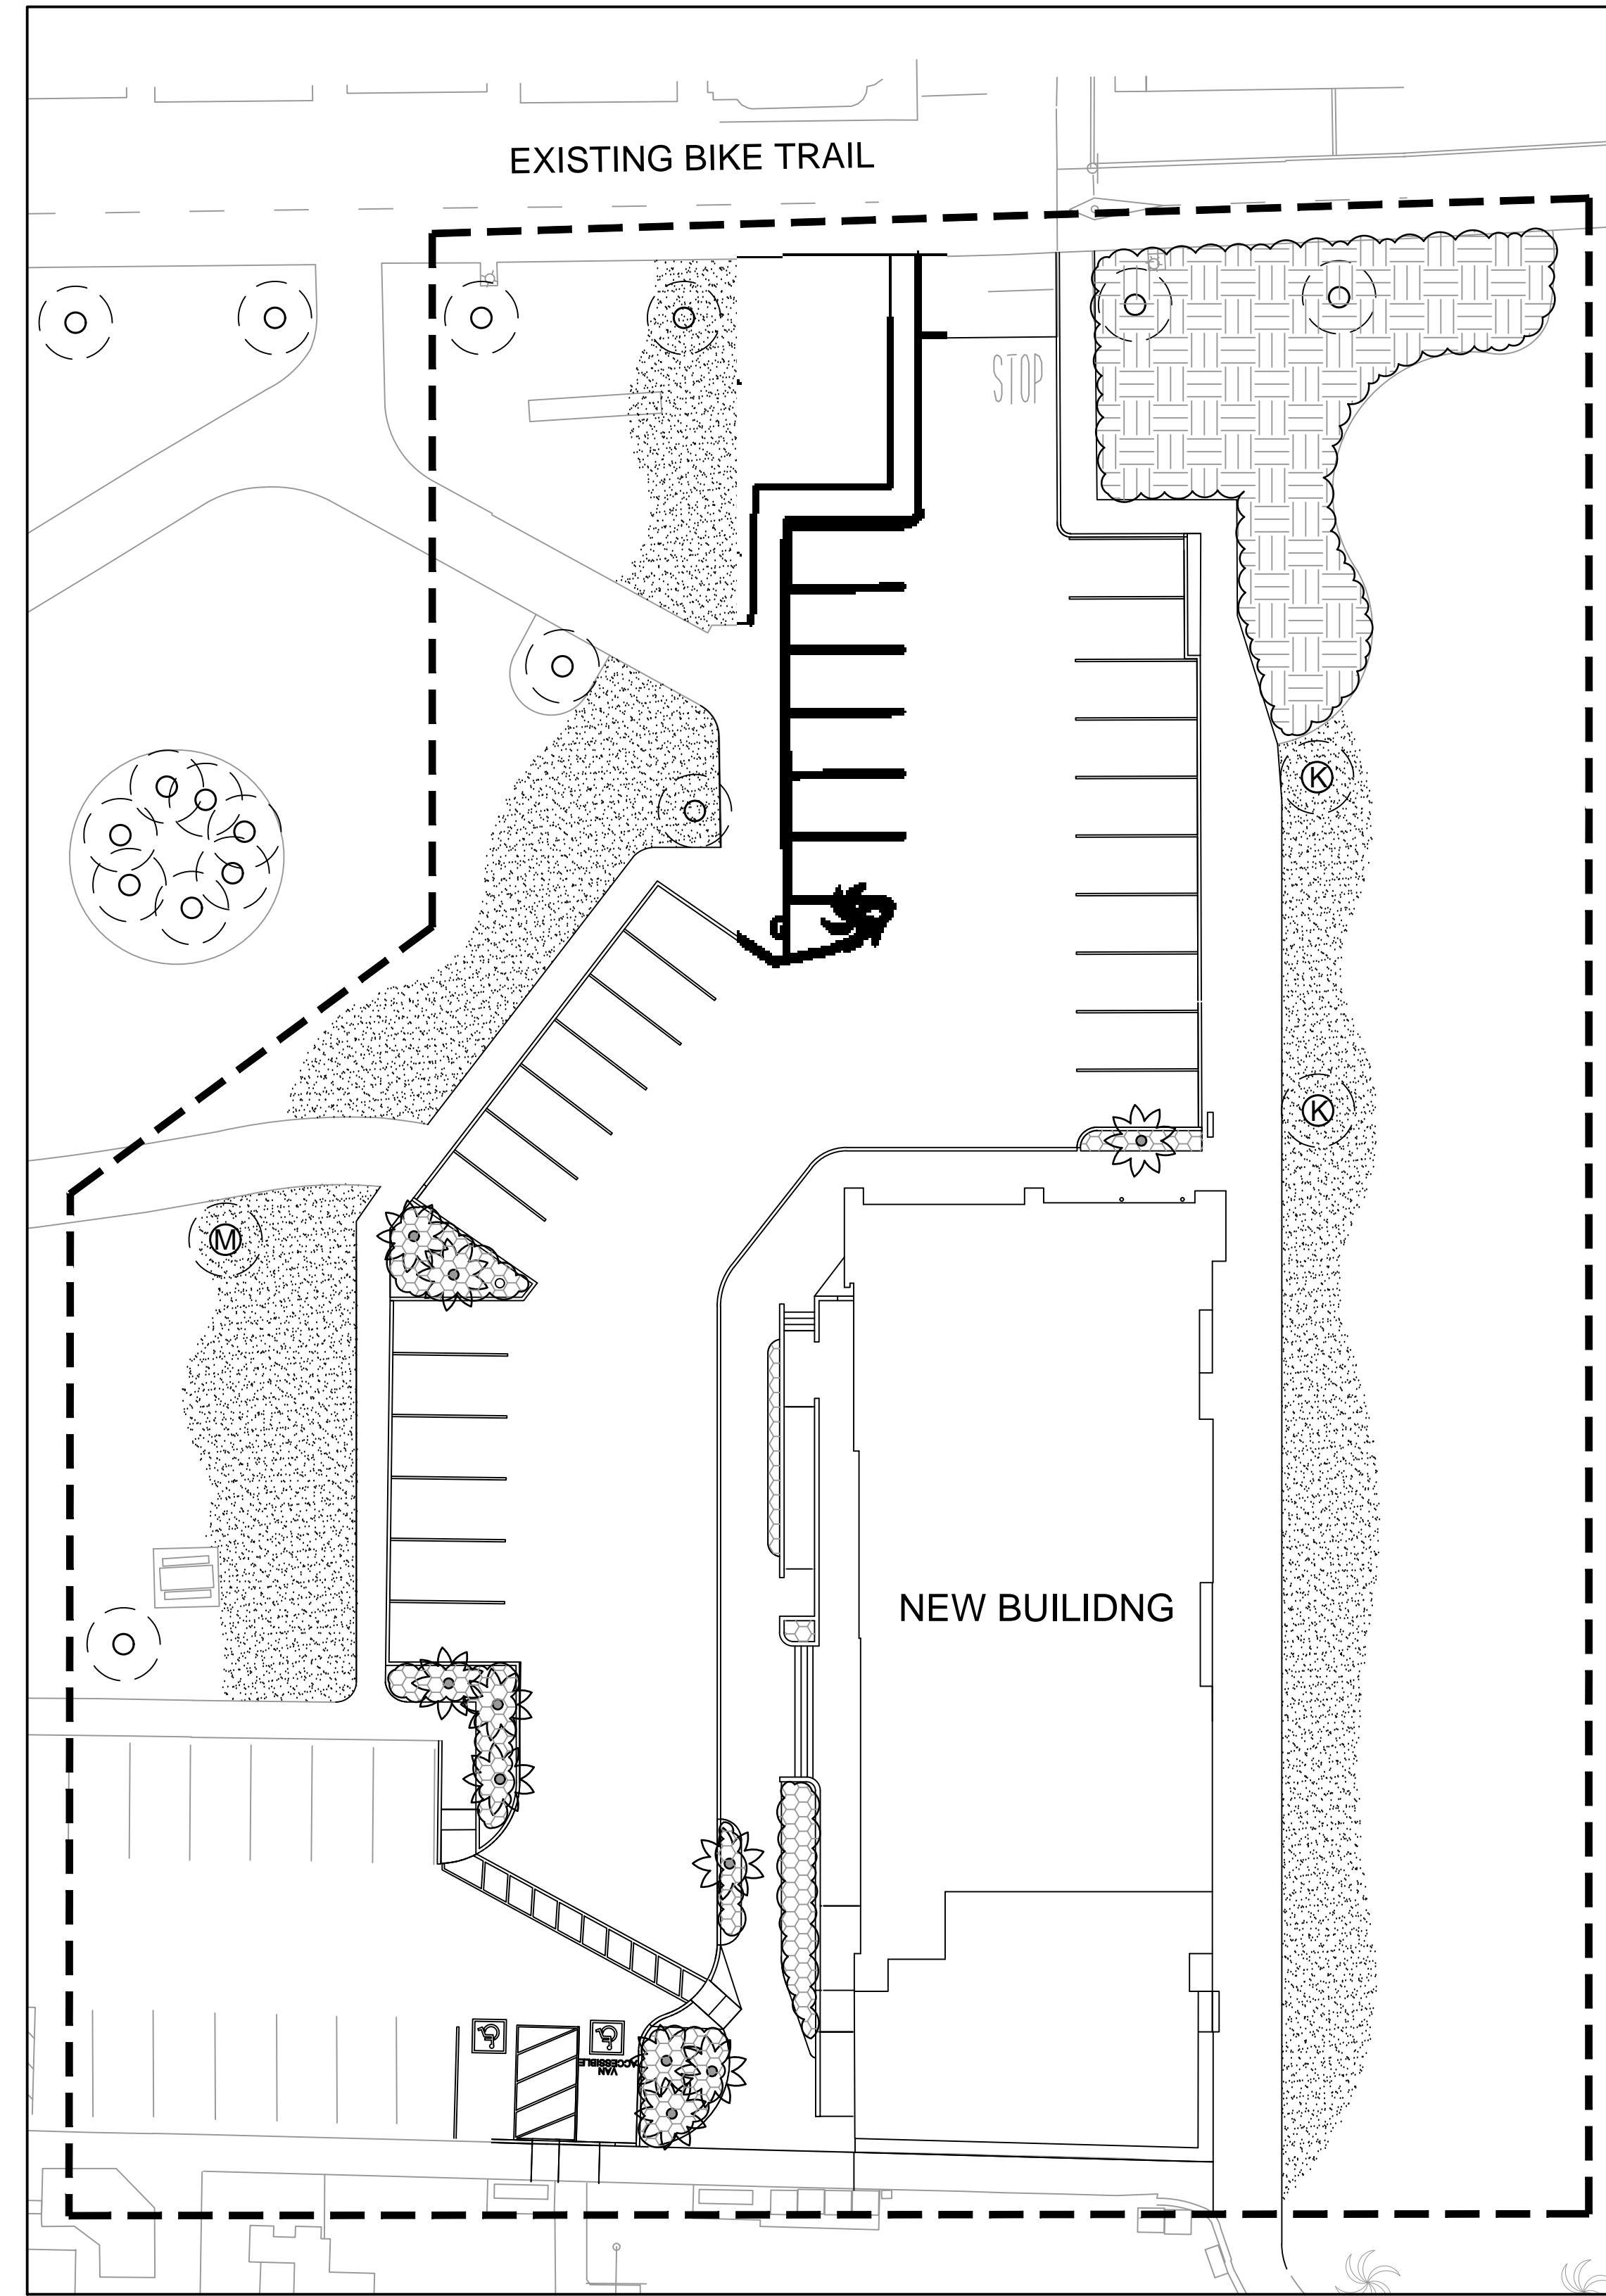 EXISTING BIKE TRAIL
STOP
K
K
M
NEW BUILIDNG
VAN
ACCESSIBLE